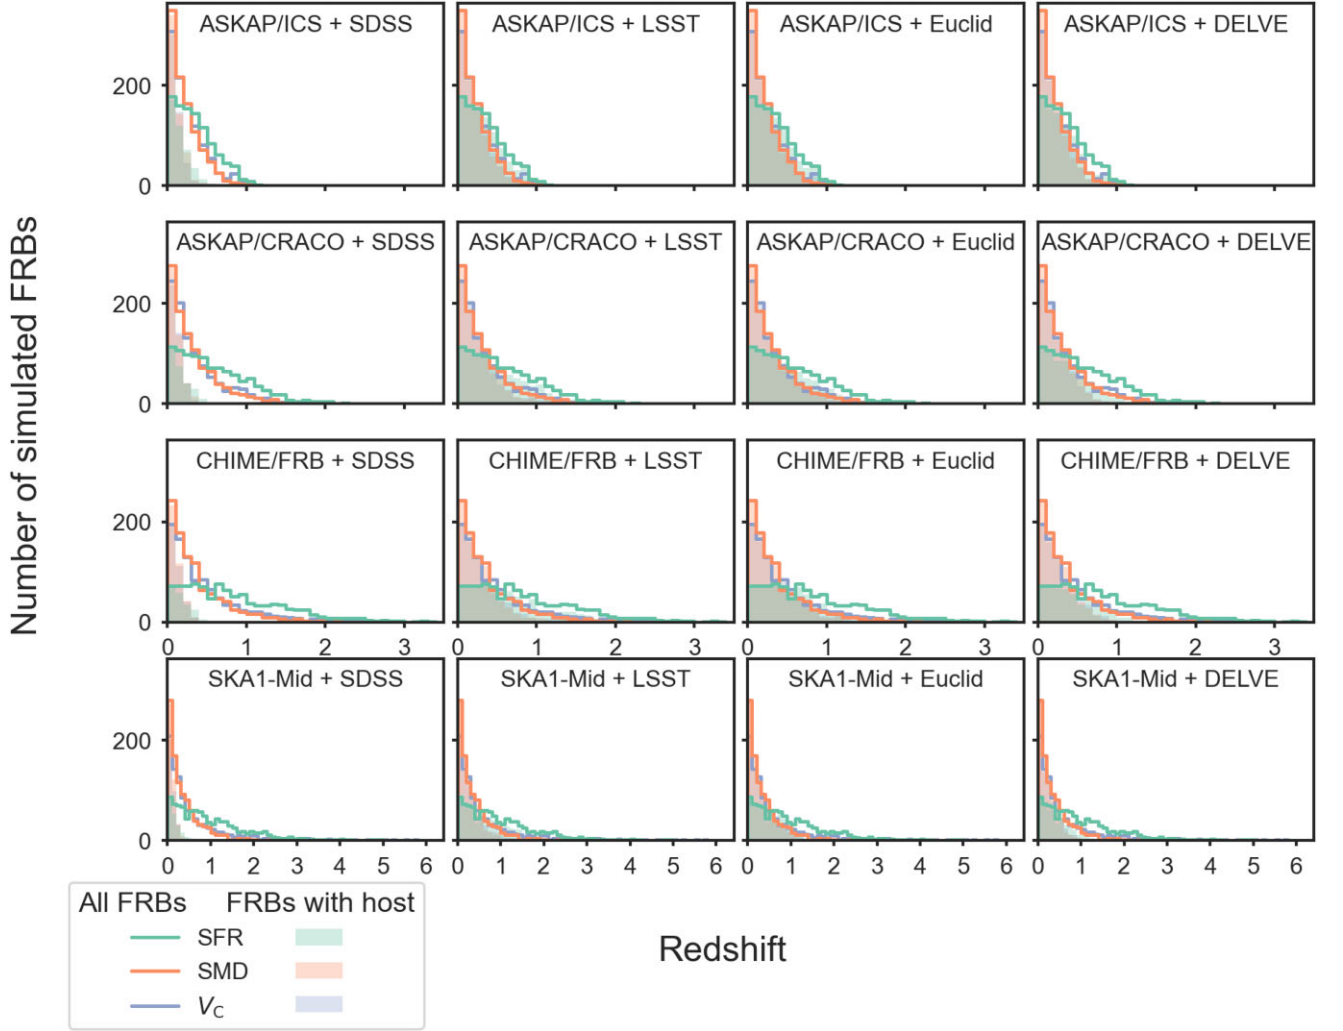 ASKAP/ICS + SDSS
ASKAP/ICS + LSST
ASKAP/ICS + Euclid
ASKAP/ICS + DELVE
200
0
ASKAP/CRACO + SDSS
ASKAP/CRACO + LSST
ASKAP/CRACO + Euclid
ASKAP/CRACO + DELVE
200
0
Number of simulated FRBs
CHIME/FRB + SDSS
CHIME/FRB + LSST
CHIME/FRB + Euclid
CHIME/FRB + DELVE
200
0
0 1 2 3
0 1 2 3
0 1 2 3
0 1 2 3
SKA1-Mid + SDSS
SKA1-Mid + LSST
SKA1-Mid + Euclid
SKA1-Mid + DELVE
200
0
0 1 2 3 4 5 6
0 1 2 3 4 5 6
0 1 2 3 4 5 6
0 1 2 3 4 5 6
Redshift
All FRBs FRBs with host
SFR
SMD
V_C